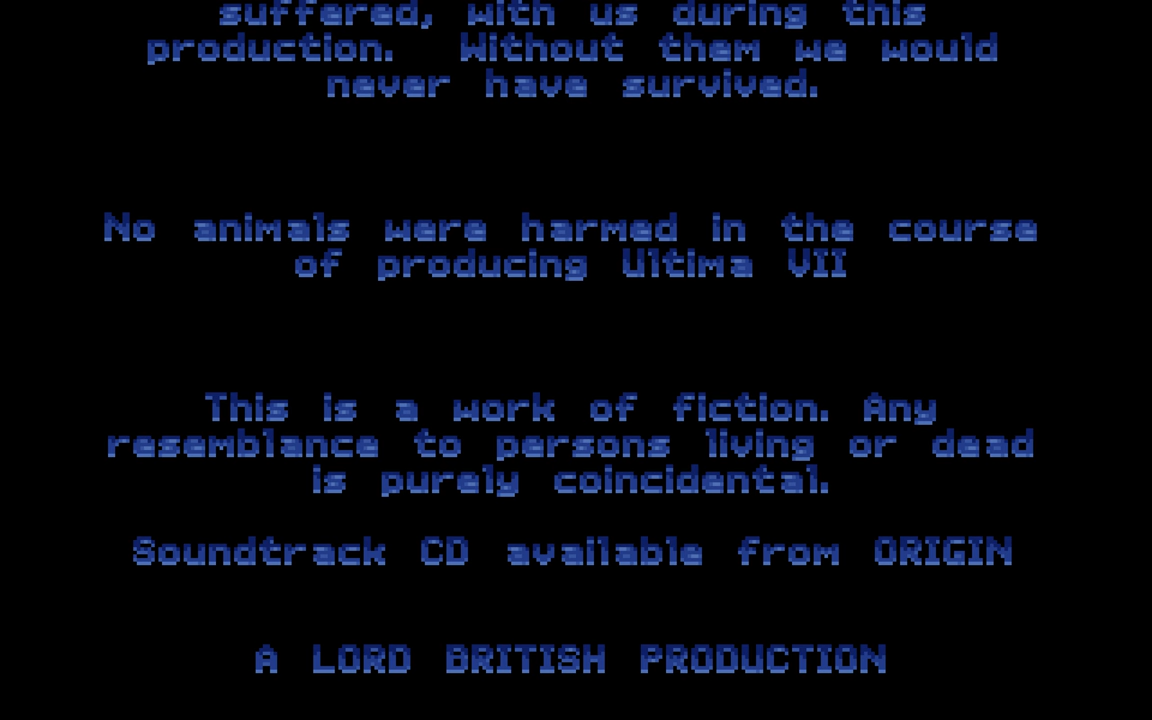 suffered, with us during this
production. Without them we would
never have survived.
No animals were harmed in the course
of producing Ultima VII
This is a work of fiction. Any
resemblance to persons living or dead
is purely coincidental.
Soundtrack CD available from ORIGIN
A LORD BRITISH PRODUCTION